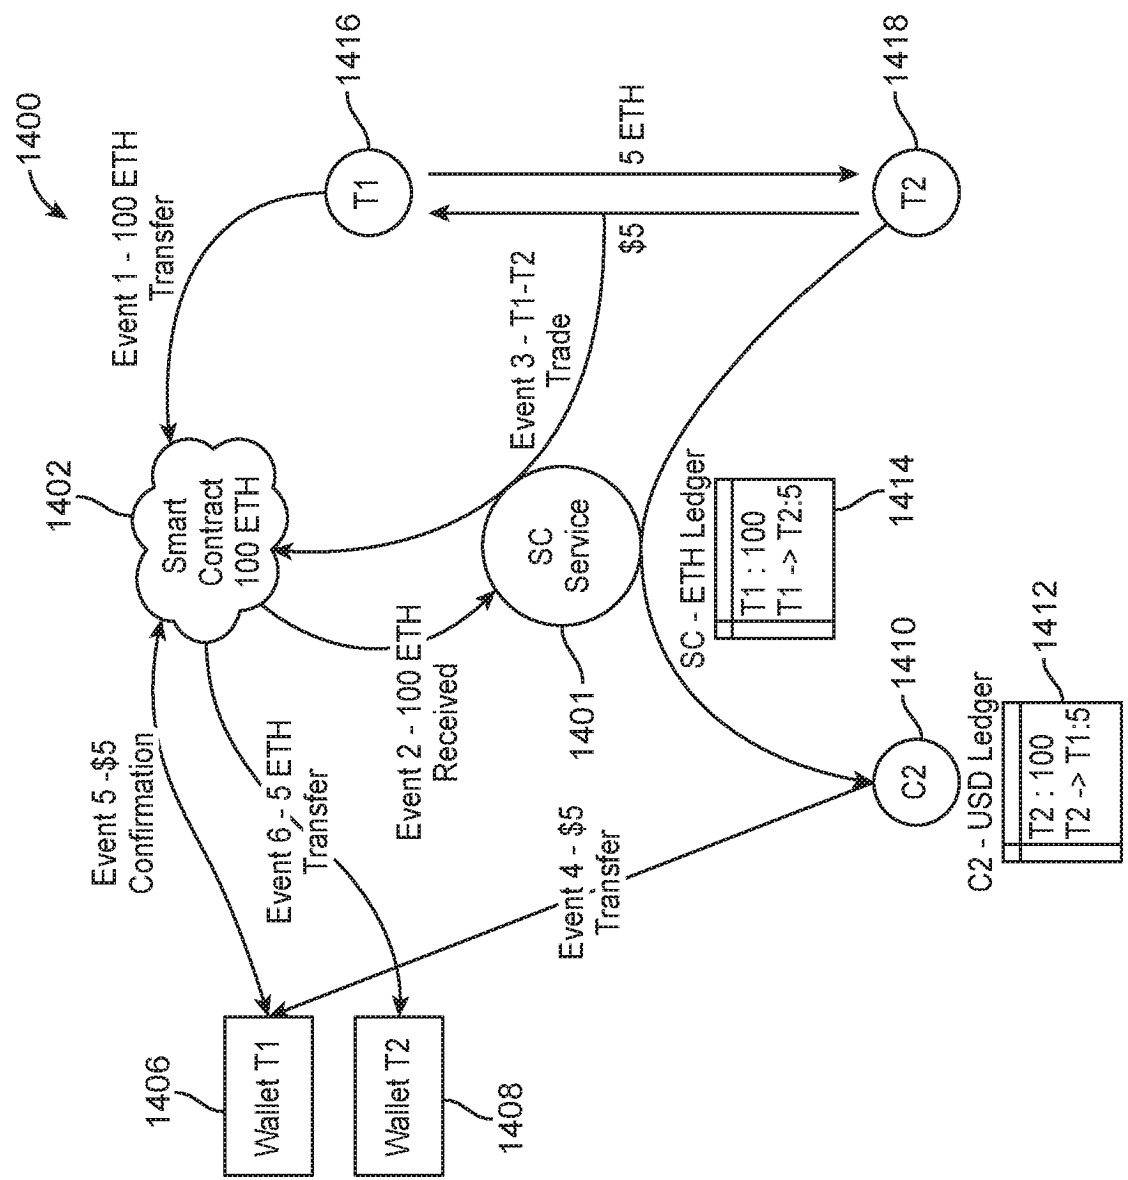 1400
1416
T1
Event 1 - 100 ETH
Transfer
5 ETH
$5
1418
T2
1402
Smart
Contract
100 ETH
Event 3 - T1-T2
Trade
SC
Service
1401
Event 2 - 100 ETH
Received
SC - ETH Ledger
T1 : 100
T1 -> T2:5
1414
1410
C2
C2 - USD Ledger
T2 : 100
T2 -> T1:5
1412
Event 5 -$5
Confirmation
Event 6 - 5 ETH
Transfer
Event 4 - $5
Transfer
1406
Wallet T1
Wallet T2
1408